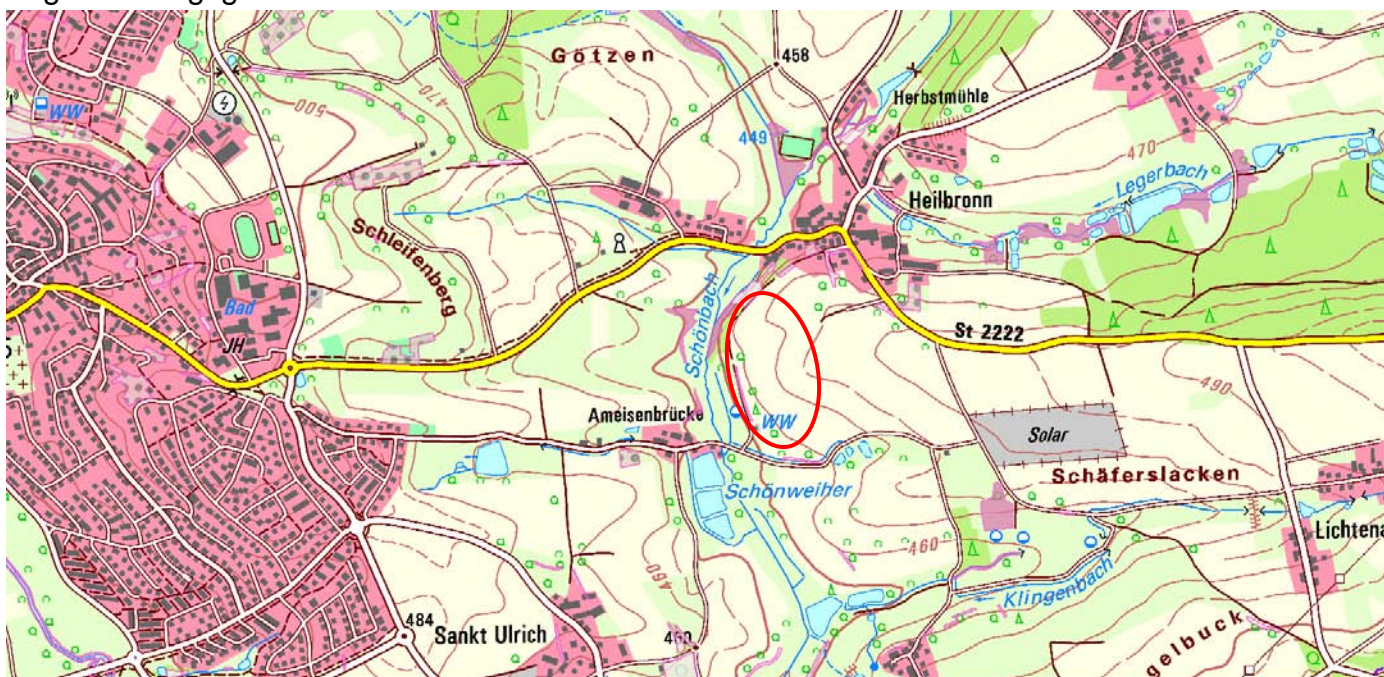 Götzen
458
Herbstmühle
449
WW
500
470
470
Legerbach
Heilbronn
Schleifenberg
Bad
JH
Schönbach
St 2222
490
Ameisenbrücke
WW
Solar
Schäferslacken
Schönweiher
460
460
Lichtena
Klingenbach
484
Sankt Ulrich
460
gelbuck